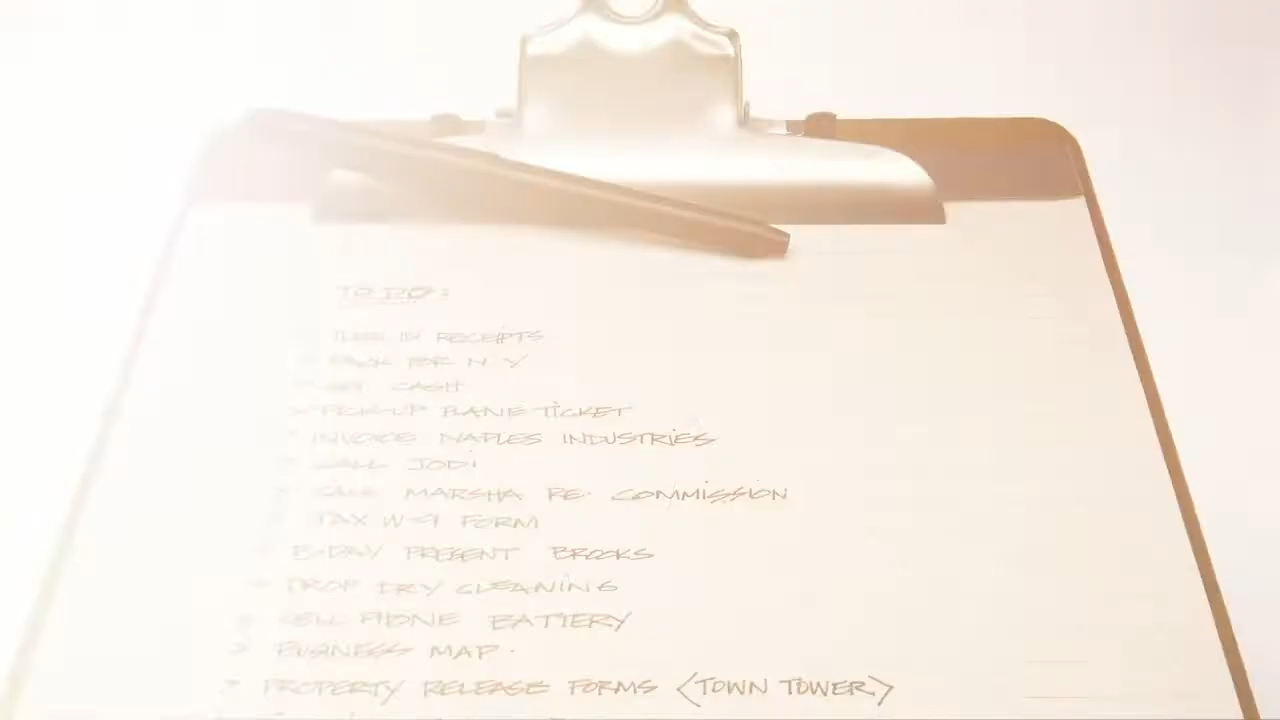 TO DO:
TURN IN RECEIPTS
PACK FOR N.Y
GET CASH
PICK-UP PLANE TICKET
INVOICE NAPLES INDUSTRIES
CALL JODI
CALL MARSHA RE. COMMISSION
TAX W-9 FORM
B-DAY PRESENT BROOKS
DROP DRY CLEANING
CELL PHONE BATTERY
BUSINESS MAP.
PROPERTY RELEASE FORMS (TOWN TOWER)